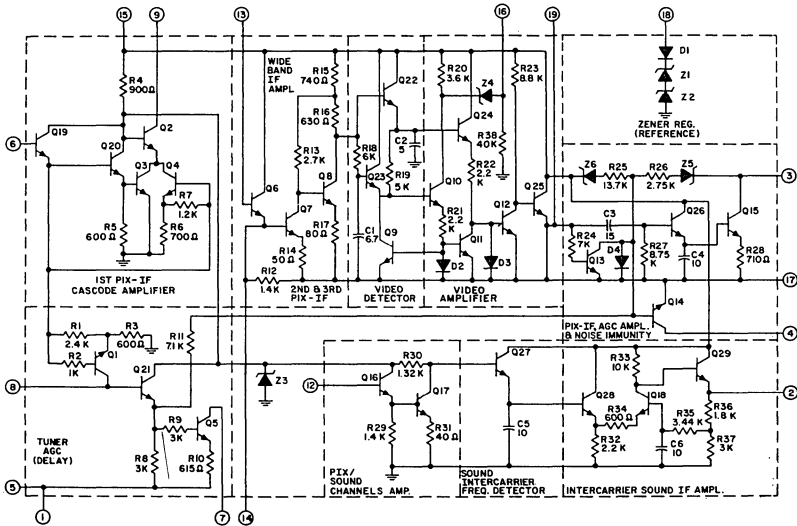 15
9
13
16
19
18
R4
900Ω
WIDE
BAND
IF
AMPL
R15
740Ω
R16
630Ω
Q22
R20
3.6 K
Z4
R23
8.8 K
D1
Z1
Z2
ZENER REG.
(REFERENCE)
6
Q19
Q20
Q2
Q3
Q4
R7
1.2K
R5
600Ω
R6
700Ω
1ST PIX-IF
CASCODE AMPLIFIER
Q6
R13
2.7K
Q8
Q7
R17
80Ω
R14
50Ω
R12
1.4K
2ND & 3RD
PIX-IF
R18
6K
Q23
C2
5
R19
5K
C1
6.7
Q9
VIDEO
DETECTOR
Q24
R38
40K
R22
2.2
K
Q10
R21
2.2
K
D2
Q11
D3
Q12
Q25
VIDEO
AMPLIFIER
Z6
R25
13.7K
R26
2.75K
Z5
3
C3
15
Q26
Q15
R24
7K
Q13
D4
R27
8.75
K
C4
10
R28
710Ω
17
Q14
PIX-IF, AGC AMPL.
& NOISE IMMUNITY
4
R1
2.4K
R3
600Ω
R2
1K
Q1
R11
7.1K
8
Q21
R9
3K
Q5
R8
3K
R10
615Ω
TUNER
AGC
(DELAY)
5
1
7
14
Z3
12
R30
1.32K
Q16
Q17
R29
1.4K
R31
40Ω
PIX/
SOUND
CHANNELS AMP.
Q27
C5
10
SOUND
INTERCARRIER
FREQ. DETECTOR
Q28
R33
10K
Q29
Q18
R34
600Ω
R32
2.2K
C6
10
R35
3.44K
R36
1.8K
R37
3K
2
INTERCARRIER SOUND IF AMPL.